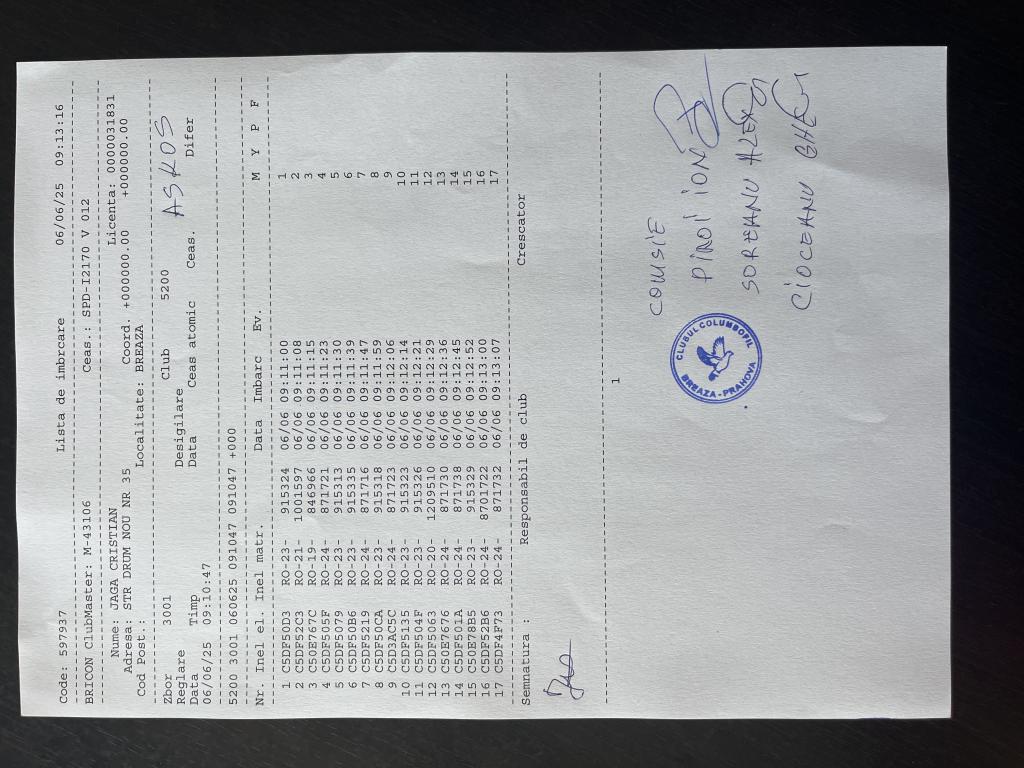 Code: 597937 Lista de imbrcare 06/06/25 09:13:16
BRICON ClubMaster: M-43106 Ceas.: SPD-I2170 V 012
Nume: JAGA CRISTIAN Licenta: 0000031831
Adresa: STR DRUM NOU NR 35 Coord. +000000.00 +000000.00
Cod Post.: Localitate: BREAZA
Zbor 3001 Club 5200
Reglare Desigilare
Data Timp Data Ceas atomic Ceas. Difer
ASKOS
06/06/25 09:10:47
5200 3001 060625 091047 091047 +000
Nr. Inel el. Inel matr. Data Imbarc Ev. M Y P F
1 C5DF50D3 RO-23- 915324 06/06 09:11:00 1
2 C5DF52C3 RO-21- 1001597 06/06 09:11:08 2
3 C50E767C RO-19- 846966 06/06 09:11:15 3
4 C5DF505F RO-24- 871721 06/06 09:11:23 4
5 C5DF5079 RO-23- 915313 06/06 09:11:30 5
6 C5DF50B6 RO-23- 915335 06/06 09:11:39 6
7 C5DF5219 RO-24- 871716 06/06 09:11:47 7
8 C5DF50CA RO-23- 915318 06/06 09:11:59 8
9 C5D3AC5C RO-24- 871723 06/06 09:12:06 9
10 C5DF5135 RO-23- 915323 06/06 09:12:14 10
11 C5DF504F RO-23- 915326 06/06 09:12:21 11
12 C5DF5063 RO-20- 1209510 06/06 09:12:29 12
13 C50E7676 RO-24- 871730 06/06 09:12:36 13
14 C5DF501A RO-24- 871738 06/06 09:12:45 14
15 C50E78B5 RO-23- 915329 06/06 09:12:52 15
16 C5DF52B6 RO-24- 8701722 06/06 09:13:00 16
17 C5DF4F73 RO-24- 871732 06/06 09:13:07 17
Semnatura : Responsabil de club Crescator
1
COMSIE
PIROI ION
SOREANU ALEX
CIOCEANU GHE
CLUBUL COLUMBOFIL
BREAZA-PRAHOVA